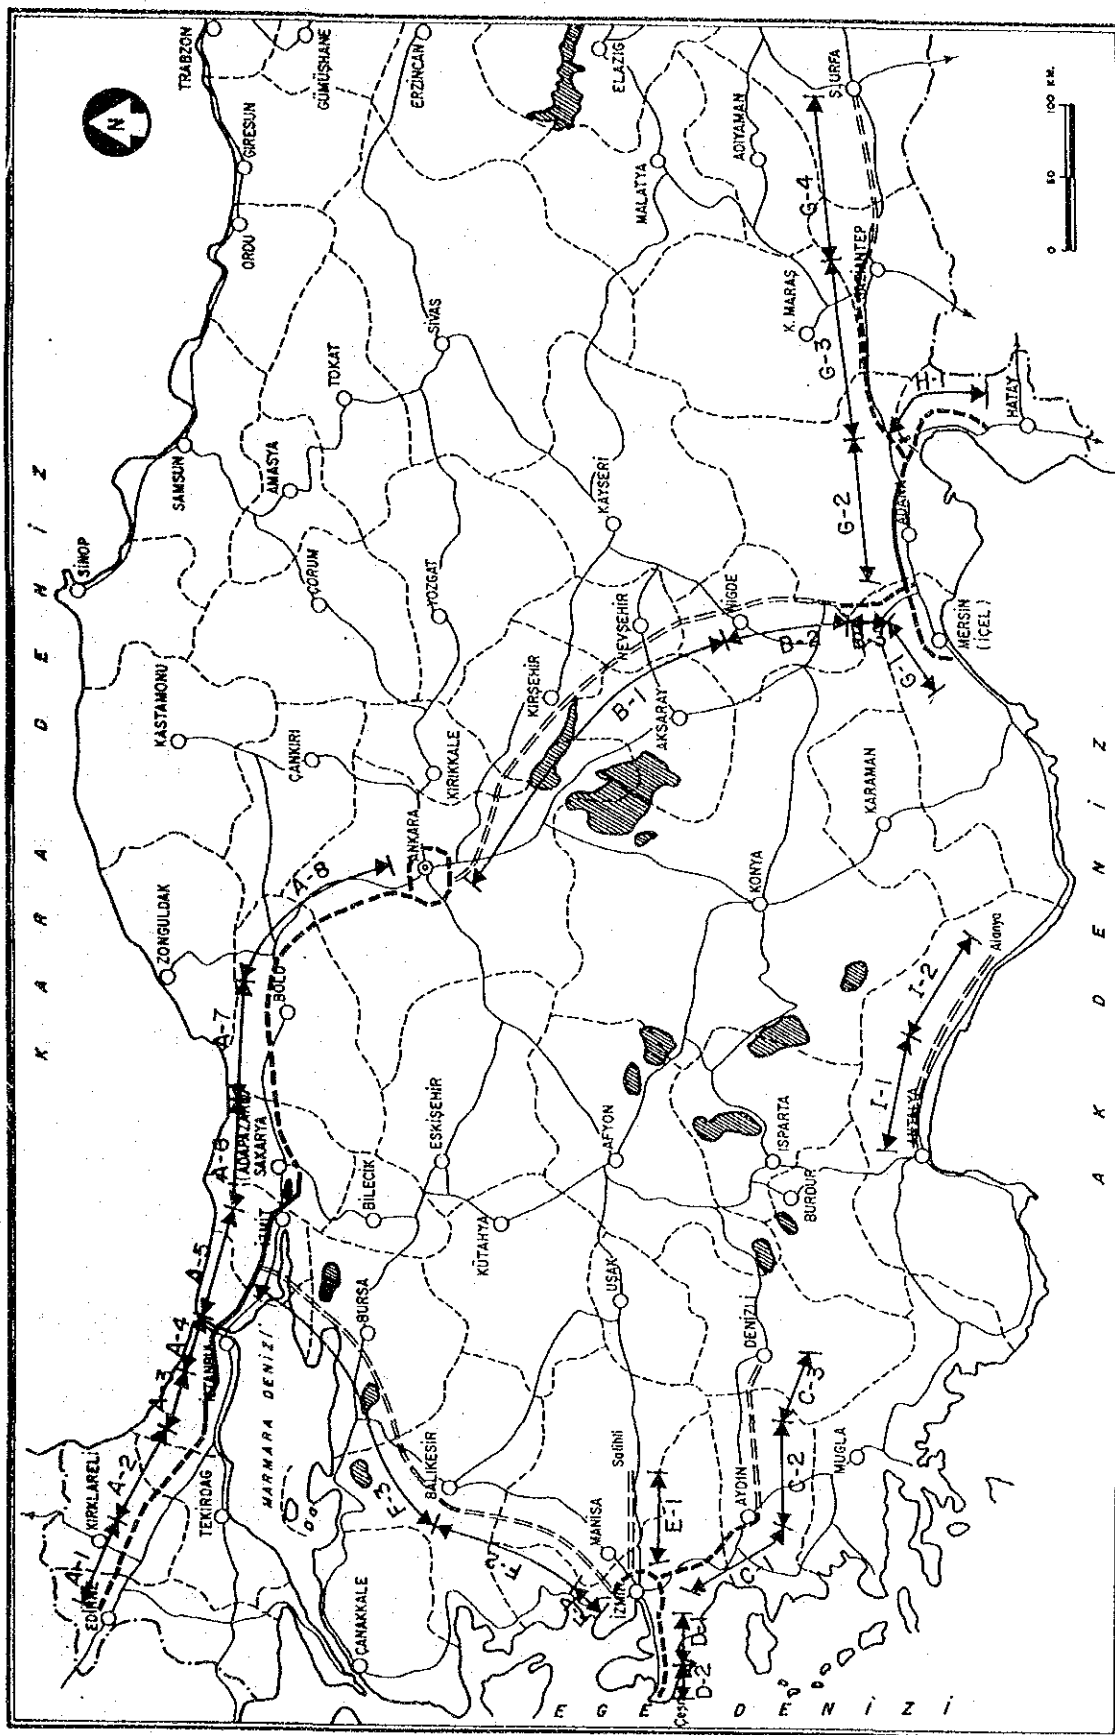 KARADENİZ
SİNOP
TRABZON
SAMSUN
ORDU
GİRESUN
GÜMÜŞHANE
ERZİNCAN
N
KASTAMONU
ZONGULDAK
ÇANKIRI
ÇORUM
AMASYA
TOKAT
SİVAS
YOZGAT
KIRIKKALE
ANKARA
BOLU
(ADAPAZARI)
SAKARYA
İZMİT
İSTANBUL
KIRKLARELİ
EDİRNE
TEKİRDAĞ
MARMARA DENİZİ
ÇANAKKALE
BURSA
BİLECİK
ESKİŞEHİR
KÜTAHYA
BALIKESİR
MANİSA
Salihli
İZMİR
Çeşme
UŞAK
AFYON
KIRŞEHİR
NEVŞEHİR
KAYSERİ
NİĞDE
AKSARAY
KONYA
KARAMAN
ISPARTA
BURDUR
DENİZLİ
AYDIN
MUĞLA
ANTALYA
Alanya
MERSİN
(İÇEL)
ADANA
HATAY
K. MARAŞ
GAZİANTEP
MALATYA
ELAZIG
ADIYAMAN
Ş. URFA
A-1
A-2
A-3
A-4
A-5
A-6
A-7
A-8
B-1
B-2
C-1
C-2
C-3
D-1
D-2
E-1
F-1
F-2
F-3
G-1
G-2
G-3
G-4
H-1
I-1
I-2
EGE DENİZİ
AKDENİZ
0 50 100 KM.